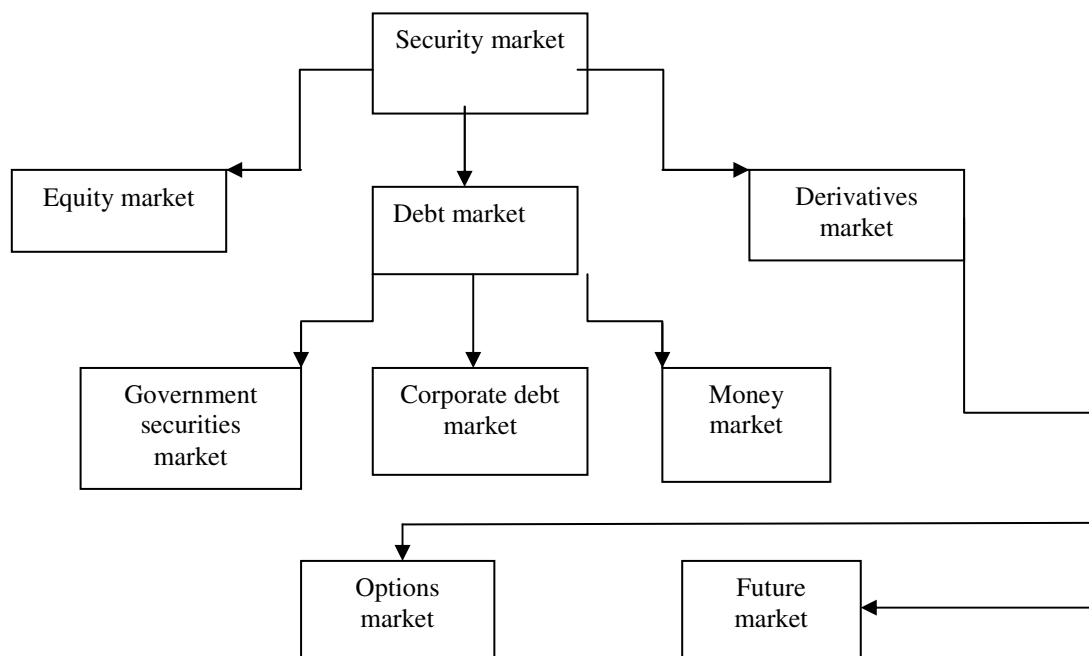 Security market
Equity market
Debt market
Derivatives
market
Government
securities
market
Corporate debt
market
Money
market
Options
market
Future
market